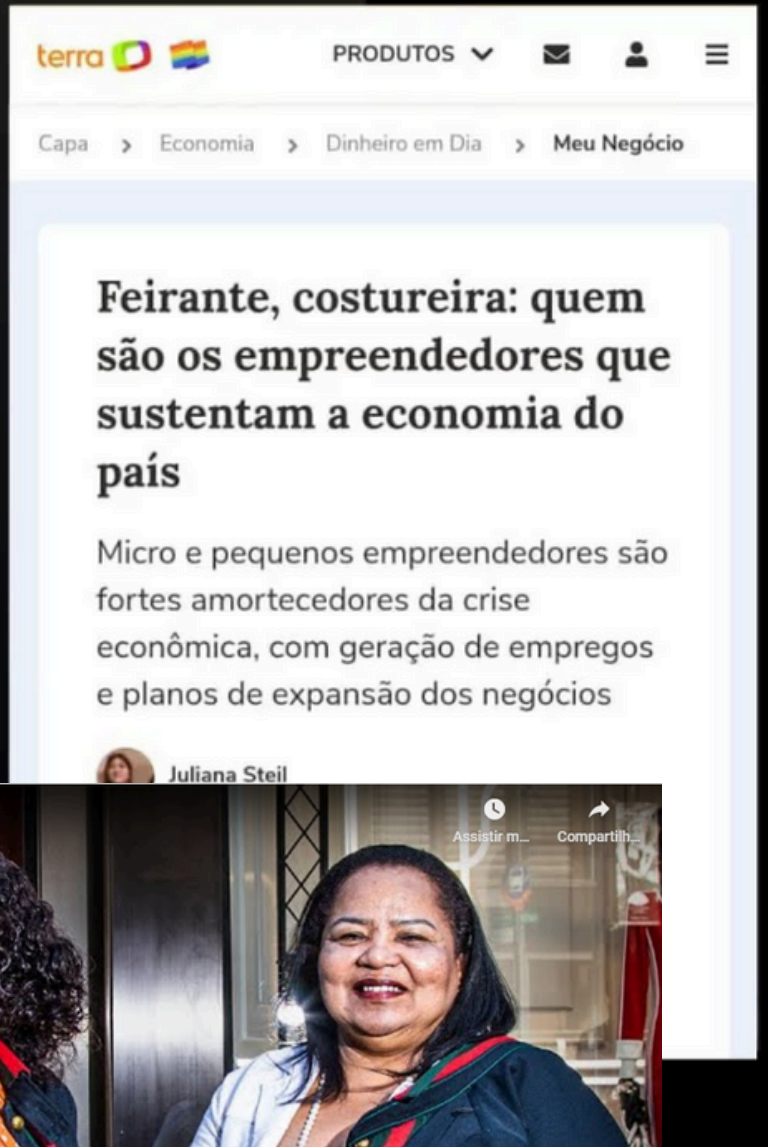 terra
PRODUTOS
Capa > Economia > Dinheiro em Dia > Meu Negócio
Feirante, costureira: quem
são os empreendedores que
sustentam a economia do
país
Micro e pequenos empreendedores são
fortes amortecedores da crise
econômica, com geração de empregos
e planos de expansão dos negócios
Juliana Steil
Assistir m...
Compartilh...